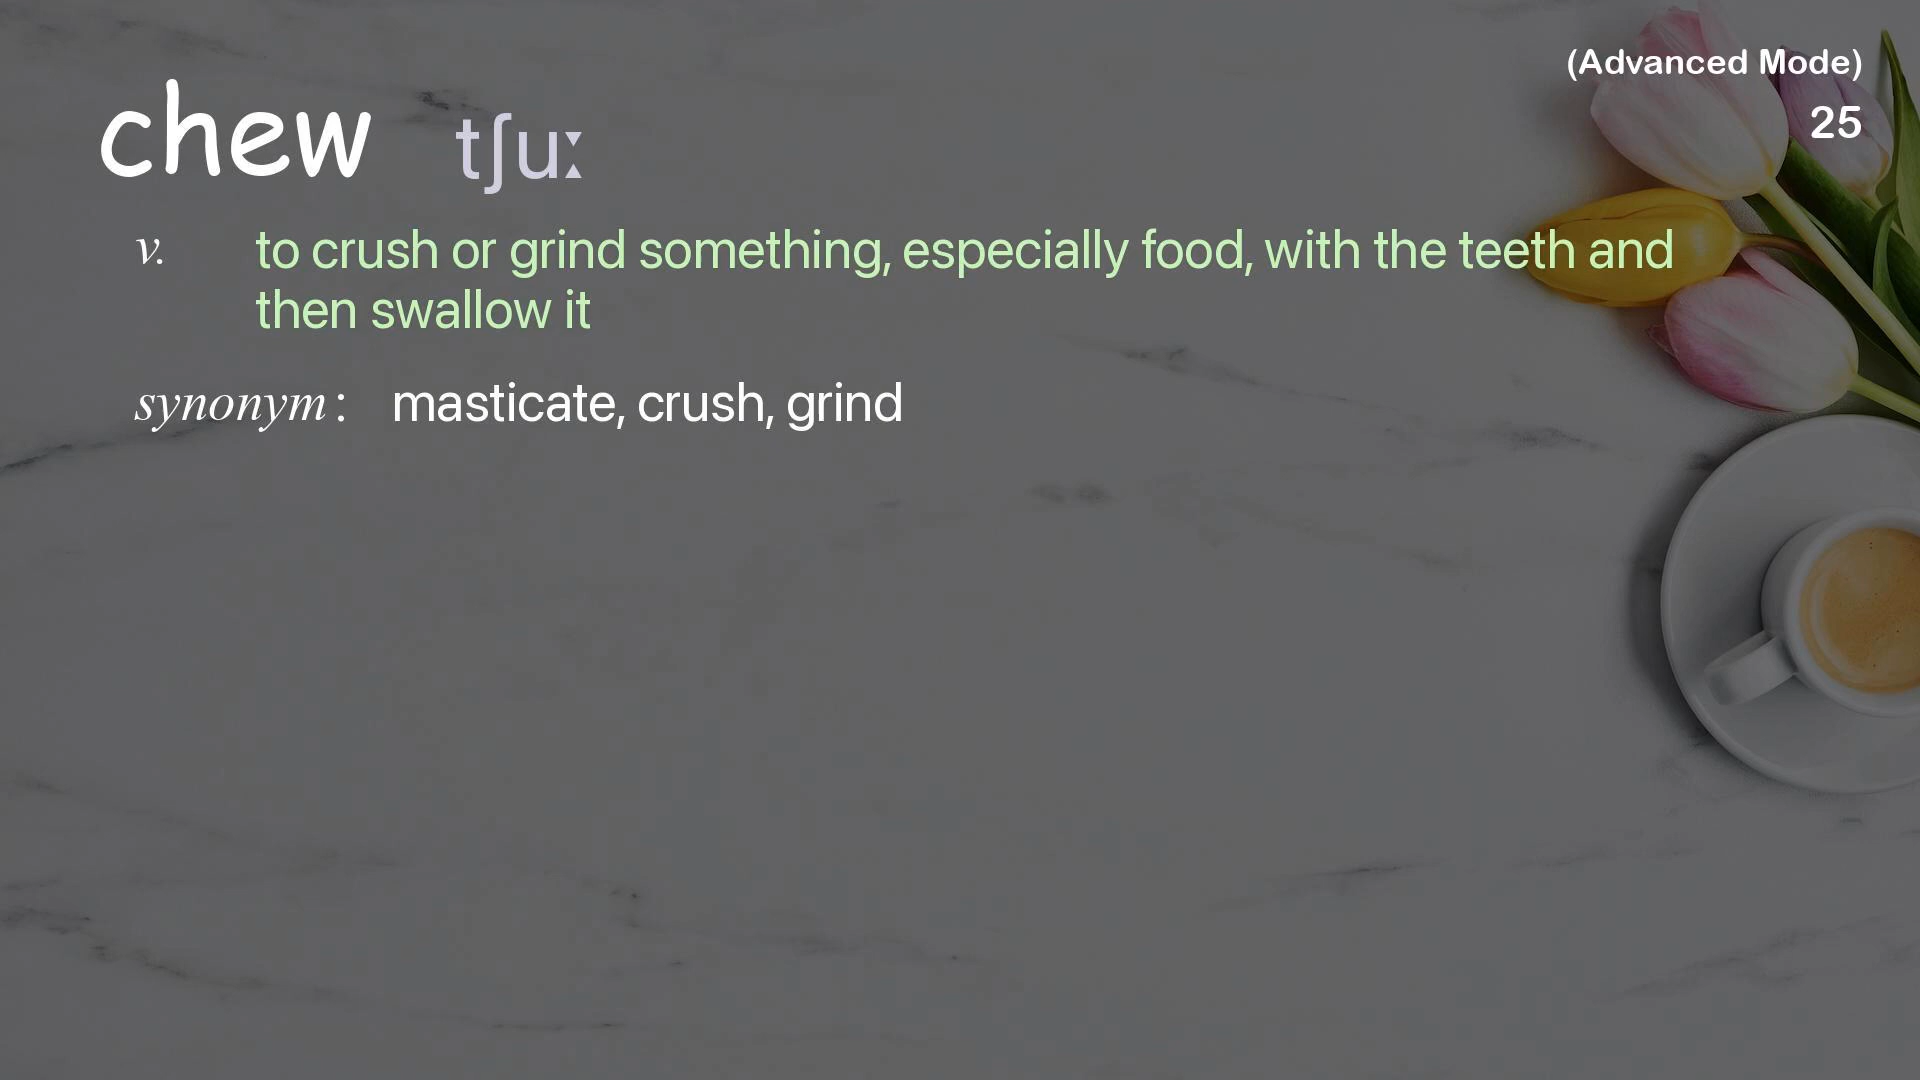 (Advanced Mode)
chew tʃuː
25
v. to crush or grind something, especially food, with the teeth and
then swallow it
synonym: masticate, crush, grind